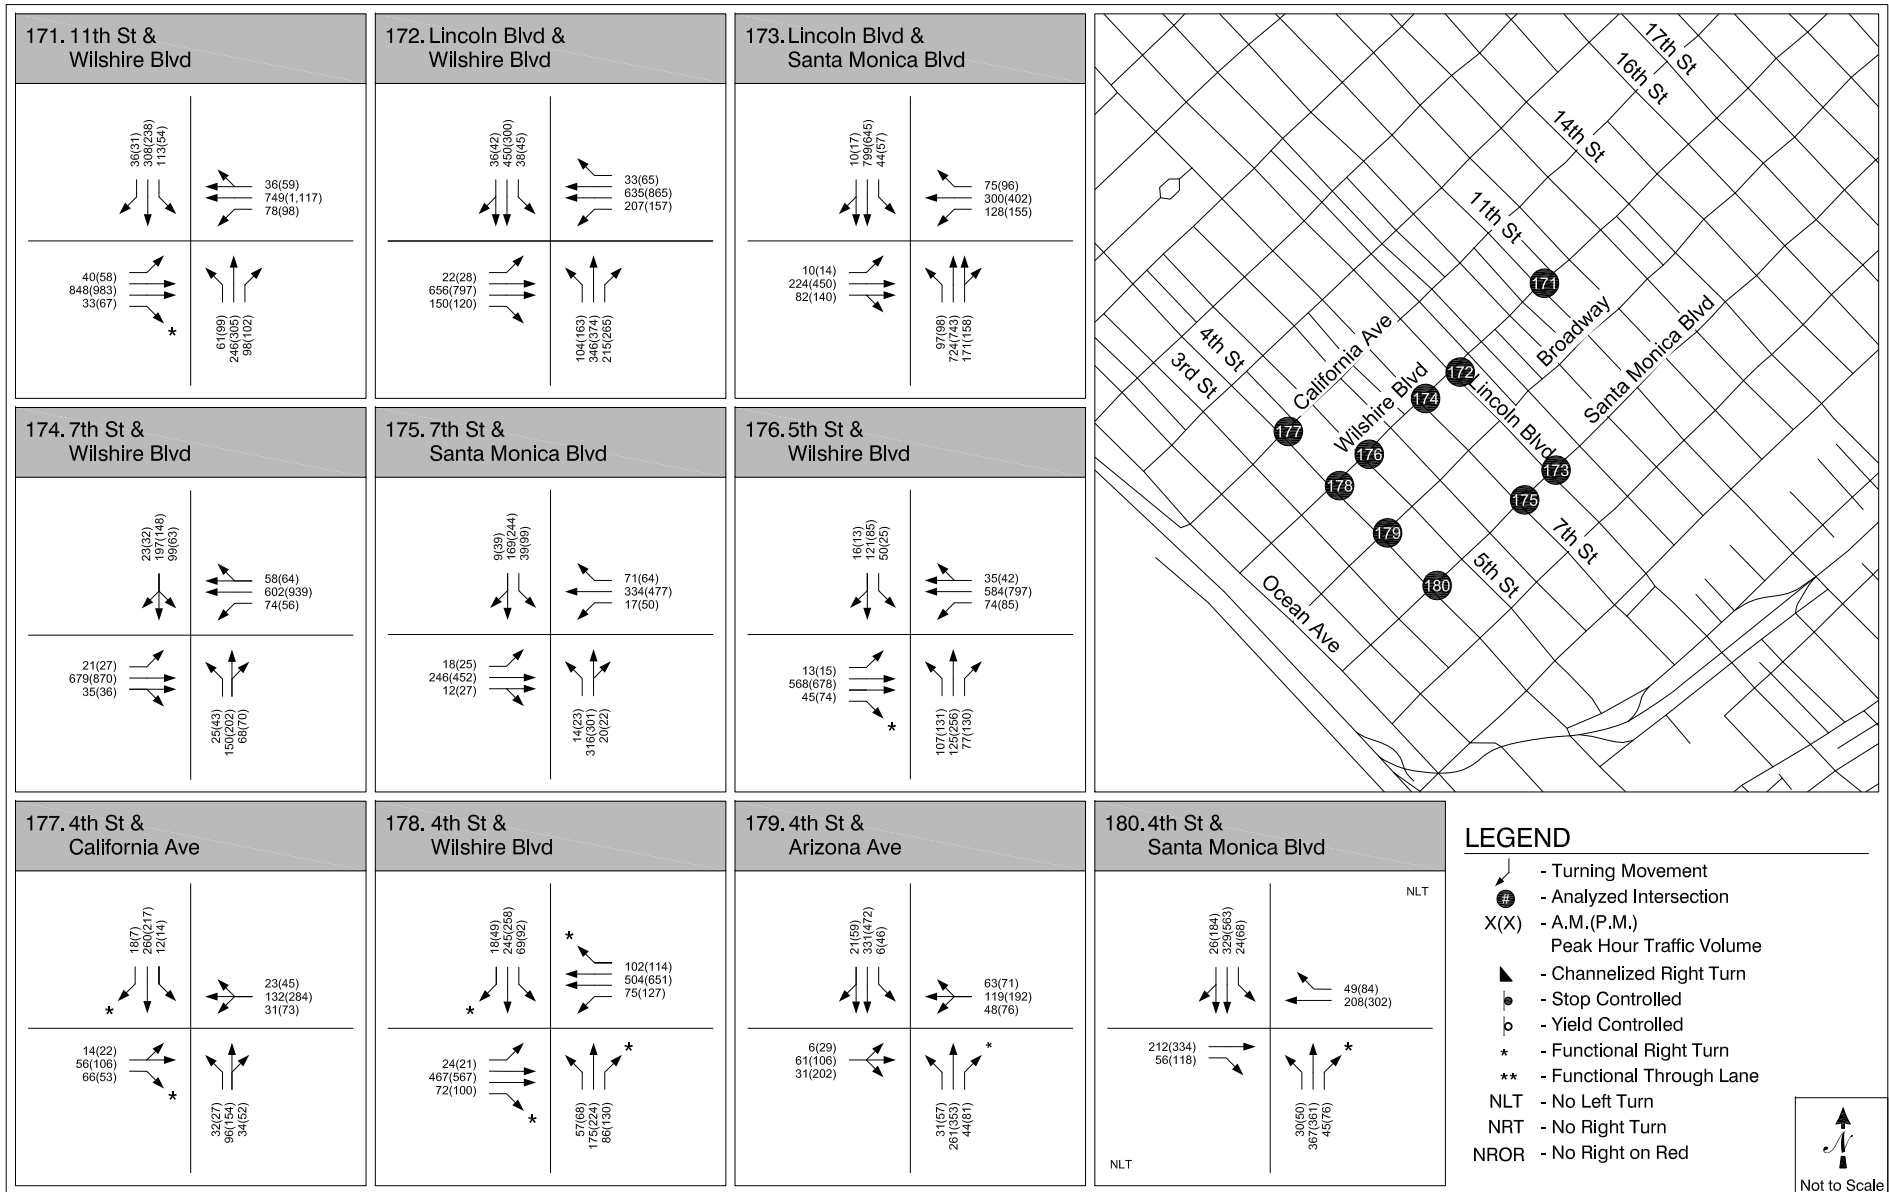 171. 11th St &
Wilshire Blvd
36(31)
308(238)
113(54)
36(59)
749(1,117)
78(98)
40(58)
848(983)
33(67)
*
61(99)
246(305)
98(102)
172. Lincoln Blvd &
Wilshire Blvd
36(42)
450(300)
38(45)
33(65)
635(865)
207(157)
22(28)
656(797)
150(120)
104(163)
346(374)
215(265)
173. Lincoln Blvd &
Santa Monica Blvd
10(17)
799(645)
44(57)
75(96)
300(402)
128(155)
10(14)
224(450)
82(140)
97(98)
724(743)
171(158)
174. 7th St &
Wilshire Blvd
23(32)
197(148)
99(63)
58(64)
602(939)
74(56)
21(27)
679(870)
35(36)
25(43)
150(202)
68(70)
175. 7th St &
Santa Monica Blvd
9(39)
169(244)
39(99)
71(64)
334(477)
17(50)
18(25)
246(452)
12(27)
14(23)
316(301)
20(22)
176. 5th St &
Wilshire Blvd
16(13)
121(85)
50(25)
35(42)
584(797)
74(85)
13(15)
568(678)
45(74)
*
107(131)
125(256)
77(130)
177. 4th St &
California Ave
18(7)
260(217)
12(14)
*
23(45)
132(284)
31(73)
14(22)
56(106)
66(53)
*
32(27)
96(154)
34(52)
178. 4th St &
Wilshire Blvd
18(49)
245(258)
69(92)
*
*
102(114)
504(651)
75(127)
24(21)
467(567)
72(100)
*
*
57(68)
175(224)
86(130)
179. 4th St &
Arizona Ave
21(59)
331(472)
6(46)
63(71)
119(192)
48(76)
6(29)
61(106)
31(202)
*
31(57)
261(353)
44(81)
180. 4th St &
Santa Monica Blvd
NLT
26(184)
329(563)
24(68)
49(84)
208(302)
212(334)
56(118)
*
30(50)
367(361)
45(76)
NLT
17th St
16th St
14th St
11th St
171
Broadway
Santa Monica Blvd
California Ave
4th St
3rd St
172
Lincoln Blvd
174
Wilshire Blvd
177
176
173
178
175
179
7th St
5th St
180
Ocean Ave
LEGEND
- Turning Movement
# - Analyzed Intersection
X(X) - A.M.(P.M.)
Peak Hour Traffic Volume
- Channelized Right Turn
- Stop Controlled
- Yield Controlled
* - Functional Right Turn
** - Functional Through Lane
NLT - No Left Turn
NRT - No Right Turn
NROR - No Right on Red
N
Not to Scale